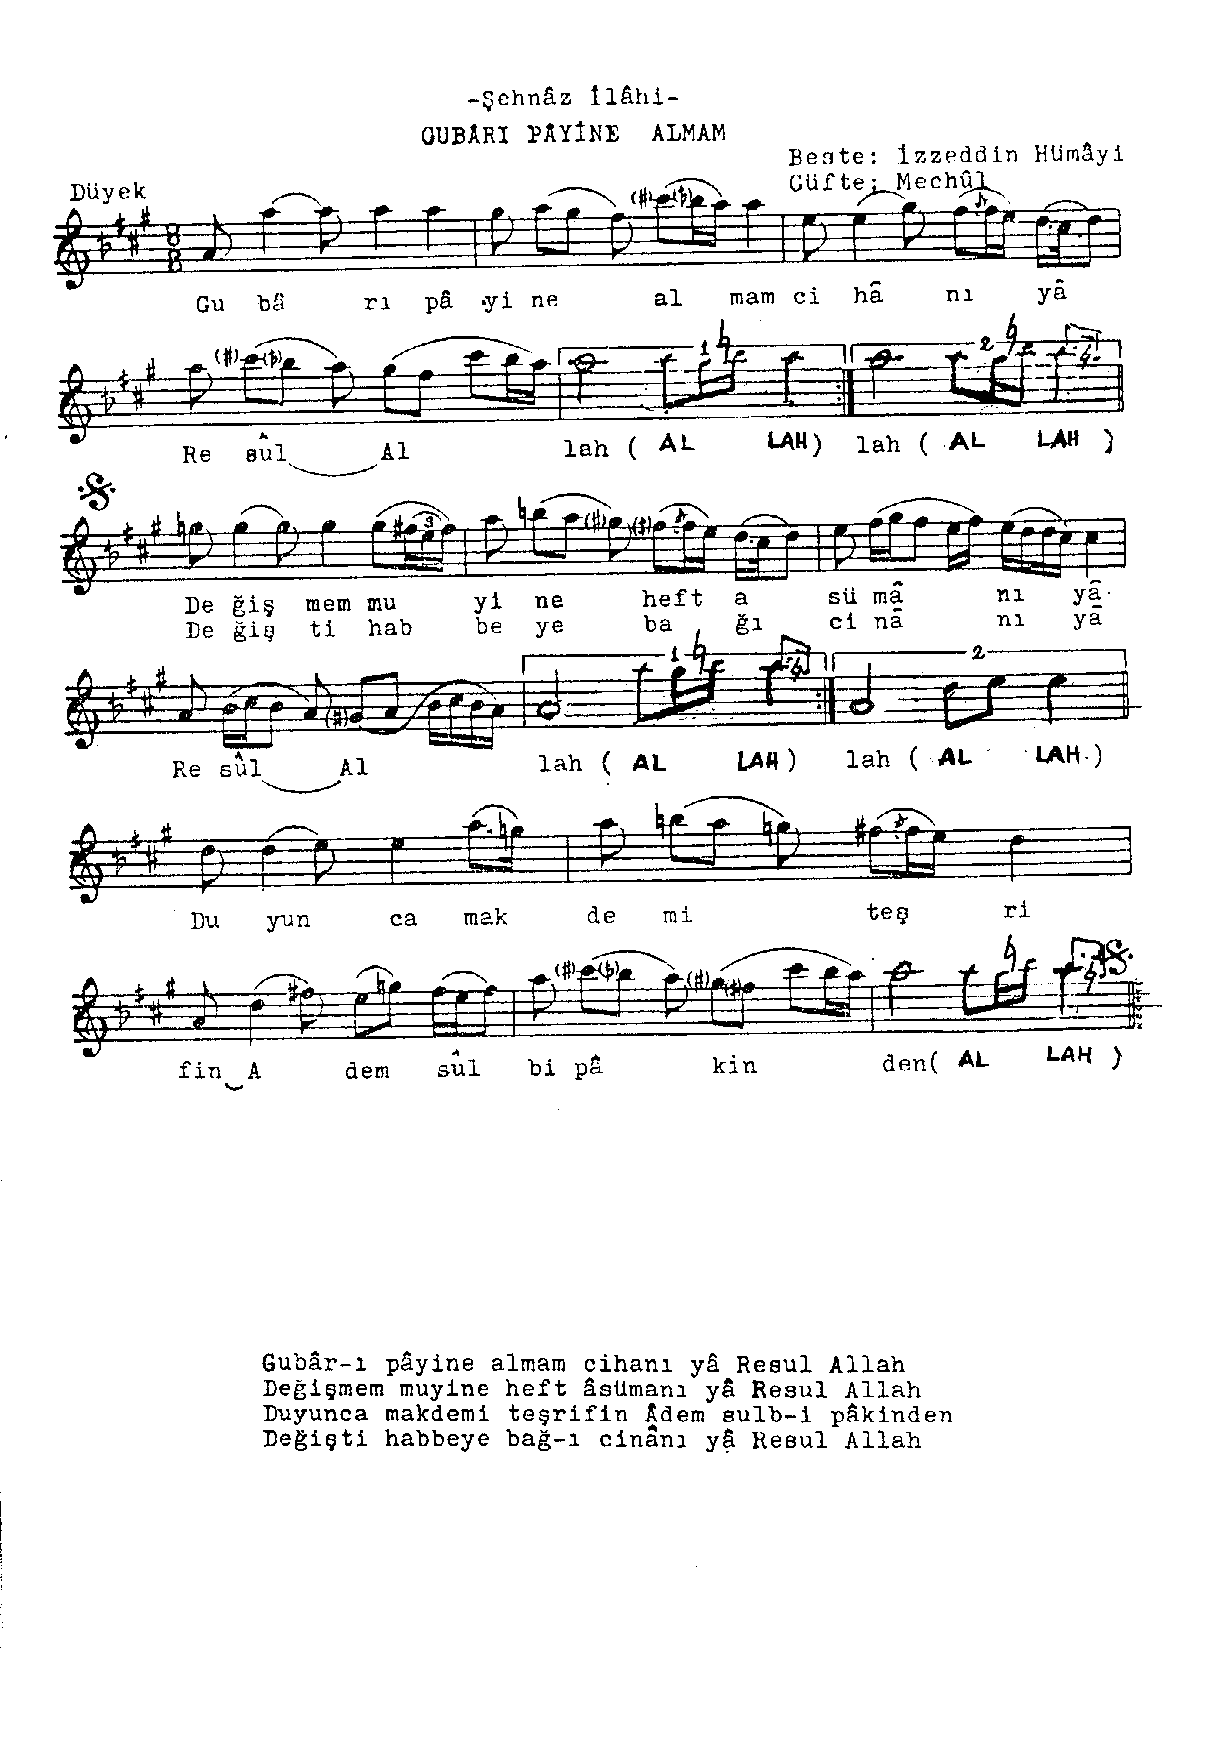 -Şehnâz İlâhi-
GUBÂRI PÂYİNE ALMAM
Beste: İzzeddin Hümâyi
Düyek
Güfte: Mechûl
8
8
Gu bâ rı pâ yi ne al mam ci hā nı yâ
1 2
Re sûl Al lah ( AL LAH) lah ( AL LAH )
3
De ğiş mem mu yi ne heft a sü mâ nı yā
De ğiş ti hab be ye ba ğı ci nā nı yā
1 2
Re sûl Al lah ( AL LAH) lah ( AL LAH )
Du yun ca mak de mi teş ri
fin A dem sûl bi pâ kin den( AL LAH )
Gubâr-ı pâyine almam cihanı yâ Resul Allah
Değişmem muyine heft âsümanı yâ Resul Allah
Duyunca makdemi teşrifin Âdem sulb-i pâkinden
Değişti habbeye bağ-ı cinânı yâ Resul Allah